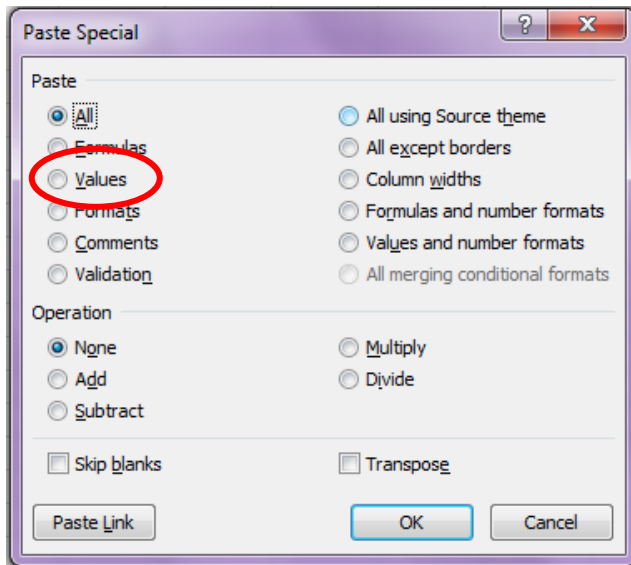 Paste Special
?
X
Paste
All
All using Source theme
Formulas
All except borders
Values
Column widths
Formats
Formulas and number formats
Comments
Values and number formats
Validation
All merging conditional formats
Operation
None
Multiply
Add
Divide
Subtract
Skip blanks
Transpose
Paste Link
OK
Cancel